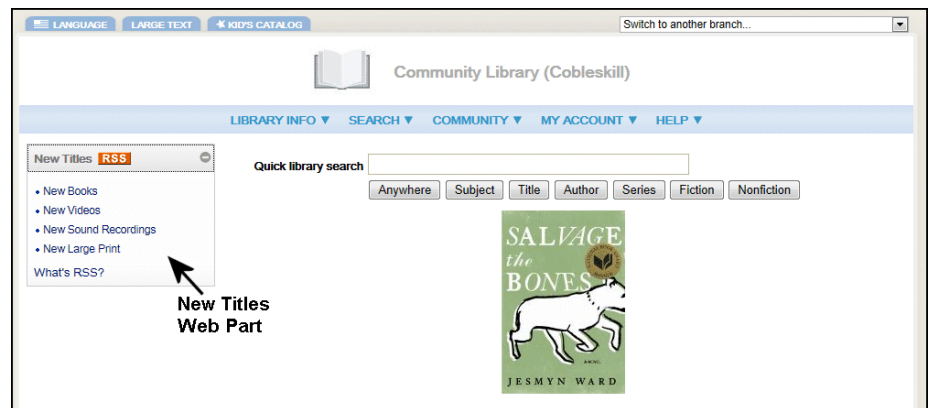 LANGUAGE LARGE TEXT KID'S CATALOG Switch to another branch...
Community Library (Cobleskill)
LIBRARY INFO ▼ SEARCH ▼ COMMUNITY ▼ MY ACCOUNT ▼ HELP ▼
New Titles RSS
• New Books
• New Videos
• New Sound Recordings
• New Large Print
What's RSS?
New Titles
Web Part
Quick library search
Anywhere Subject Title Author Series Fiction Nonfiction
SALVAGE
the
BONES
A NOVEL
JESMYN WARD